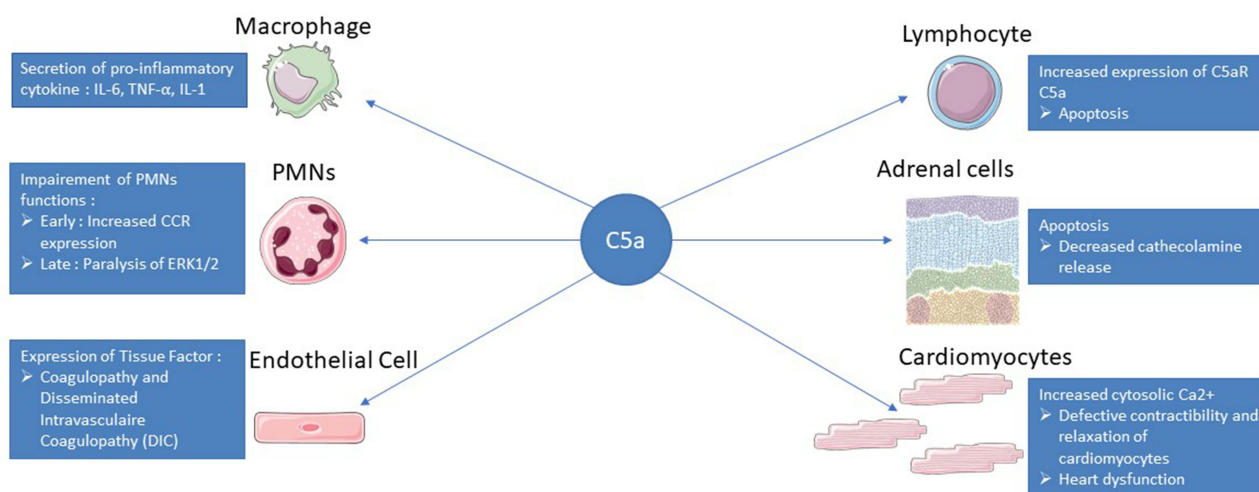 Macrophage
Secretion of pro-inflammatory
cytokine : IL-6, TNF-α, IL-1
PMNs
Impairement of PMNs
functions :
➢ Early : Increased CCR
expression
➢ Late : Paralysis of ERK1/2
Endothelial Cell
Expression of Tissue Factor :
➢ Coagulopathy and
Disseminated
Intravasculaire
Coagulopathy (DIC)
C5a
Lymphocyte
Increased expression of C5aR
C5a
➢ Apoptosis
Adrenal cells
Apoptosis
➢ Decreased cathecolamine
release
Cardiomyocytes
Increased cytosolic Ca2+
➢ Defective contractibility and
relaxation of
cardiomyocytes
➢ Heart dysfunction